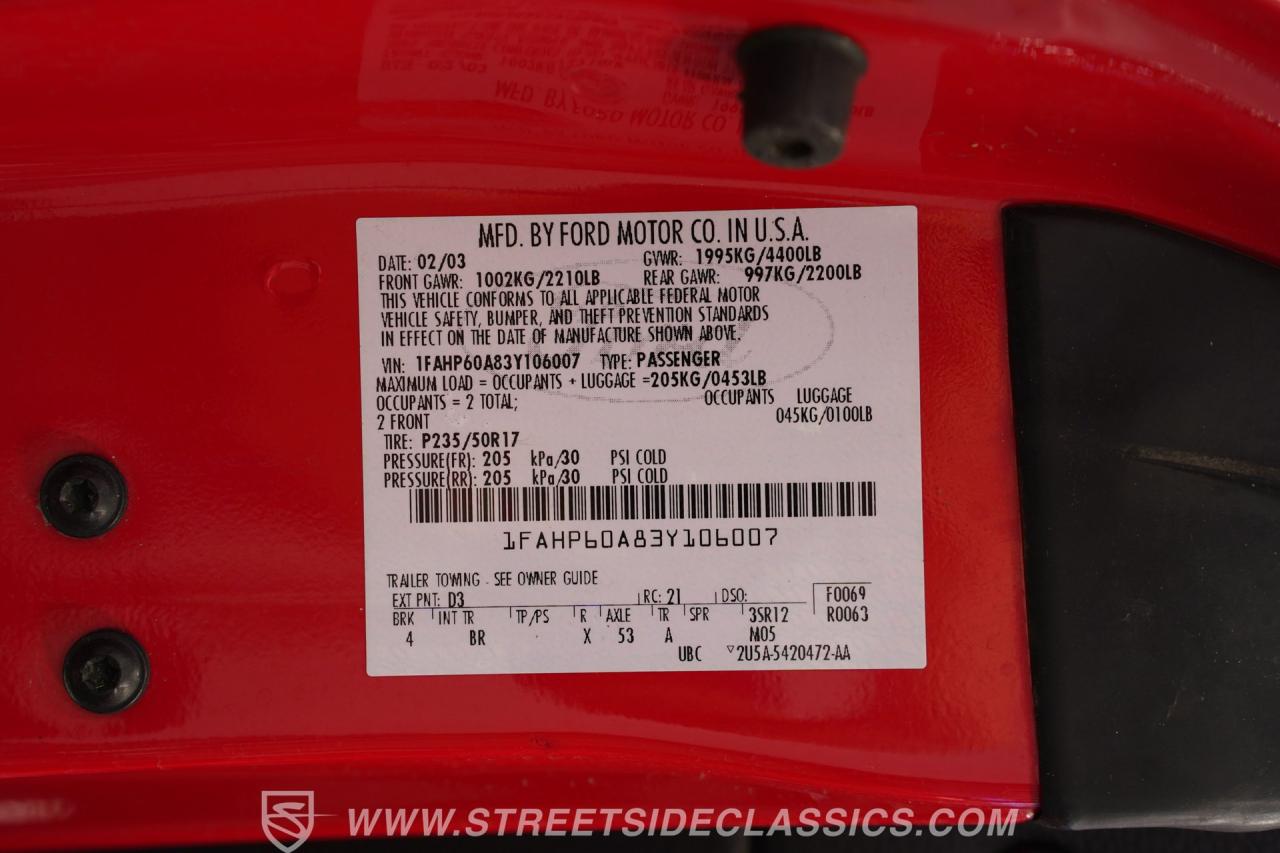 MFD. BY FORD MOTOR CO. IN U.S.A.
DATE: 02/03 GVWR: 1995KG/4400LB
FRONT GAWR: 1002KG/2210LB REAR GAWR: 997KG/2200LB
THIS VEHICLE CONFORMS TO ALL APPLICABLE FEDERAL MOTOR
VEHICLE SAFETY, BUMPER, AND THEFT PREVENTION STANDARDS
IN EFFECT ON THE DATE OF MANUFACTURE SHOWN ABOVE.
VIN: 1FAHP60A83Y106007 TYPE: PASSENGER
MAXIMUM LOAD = OCCUPANTS + LUGGAGE =205KG/0453LB
OCCUPANTS = 2 TOTAL; OCCUPANTS LUGGAGE
2 FRONT 045KG/0100LB
TIRE: P235/50R17
PRESSURE(FR): 205 kPa/30 PSI COLD
PRESSURE(RR): 205 kPa/30 PSI COLD
1FAHP60A83Y106007
TRAILER TOWING - SEE OWNER GUIDE
EXT PNT: D3 RC: 21 DSO: F0069
BRK INT TR TP/PS R AXLE TR SPR 3SR12 R0063
4 BR X 53 A M05
UBC ▽2U5A-5420472-AA
WWW.STREETSIDECLASSICS.COM